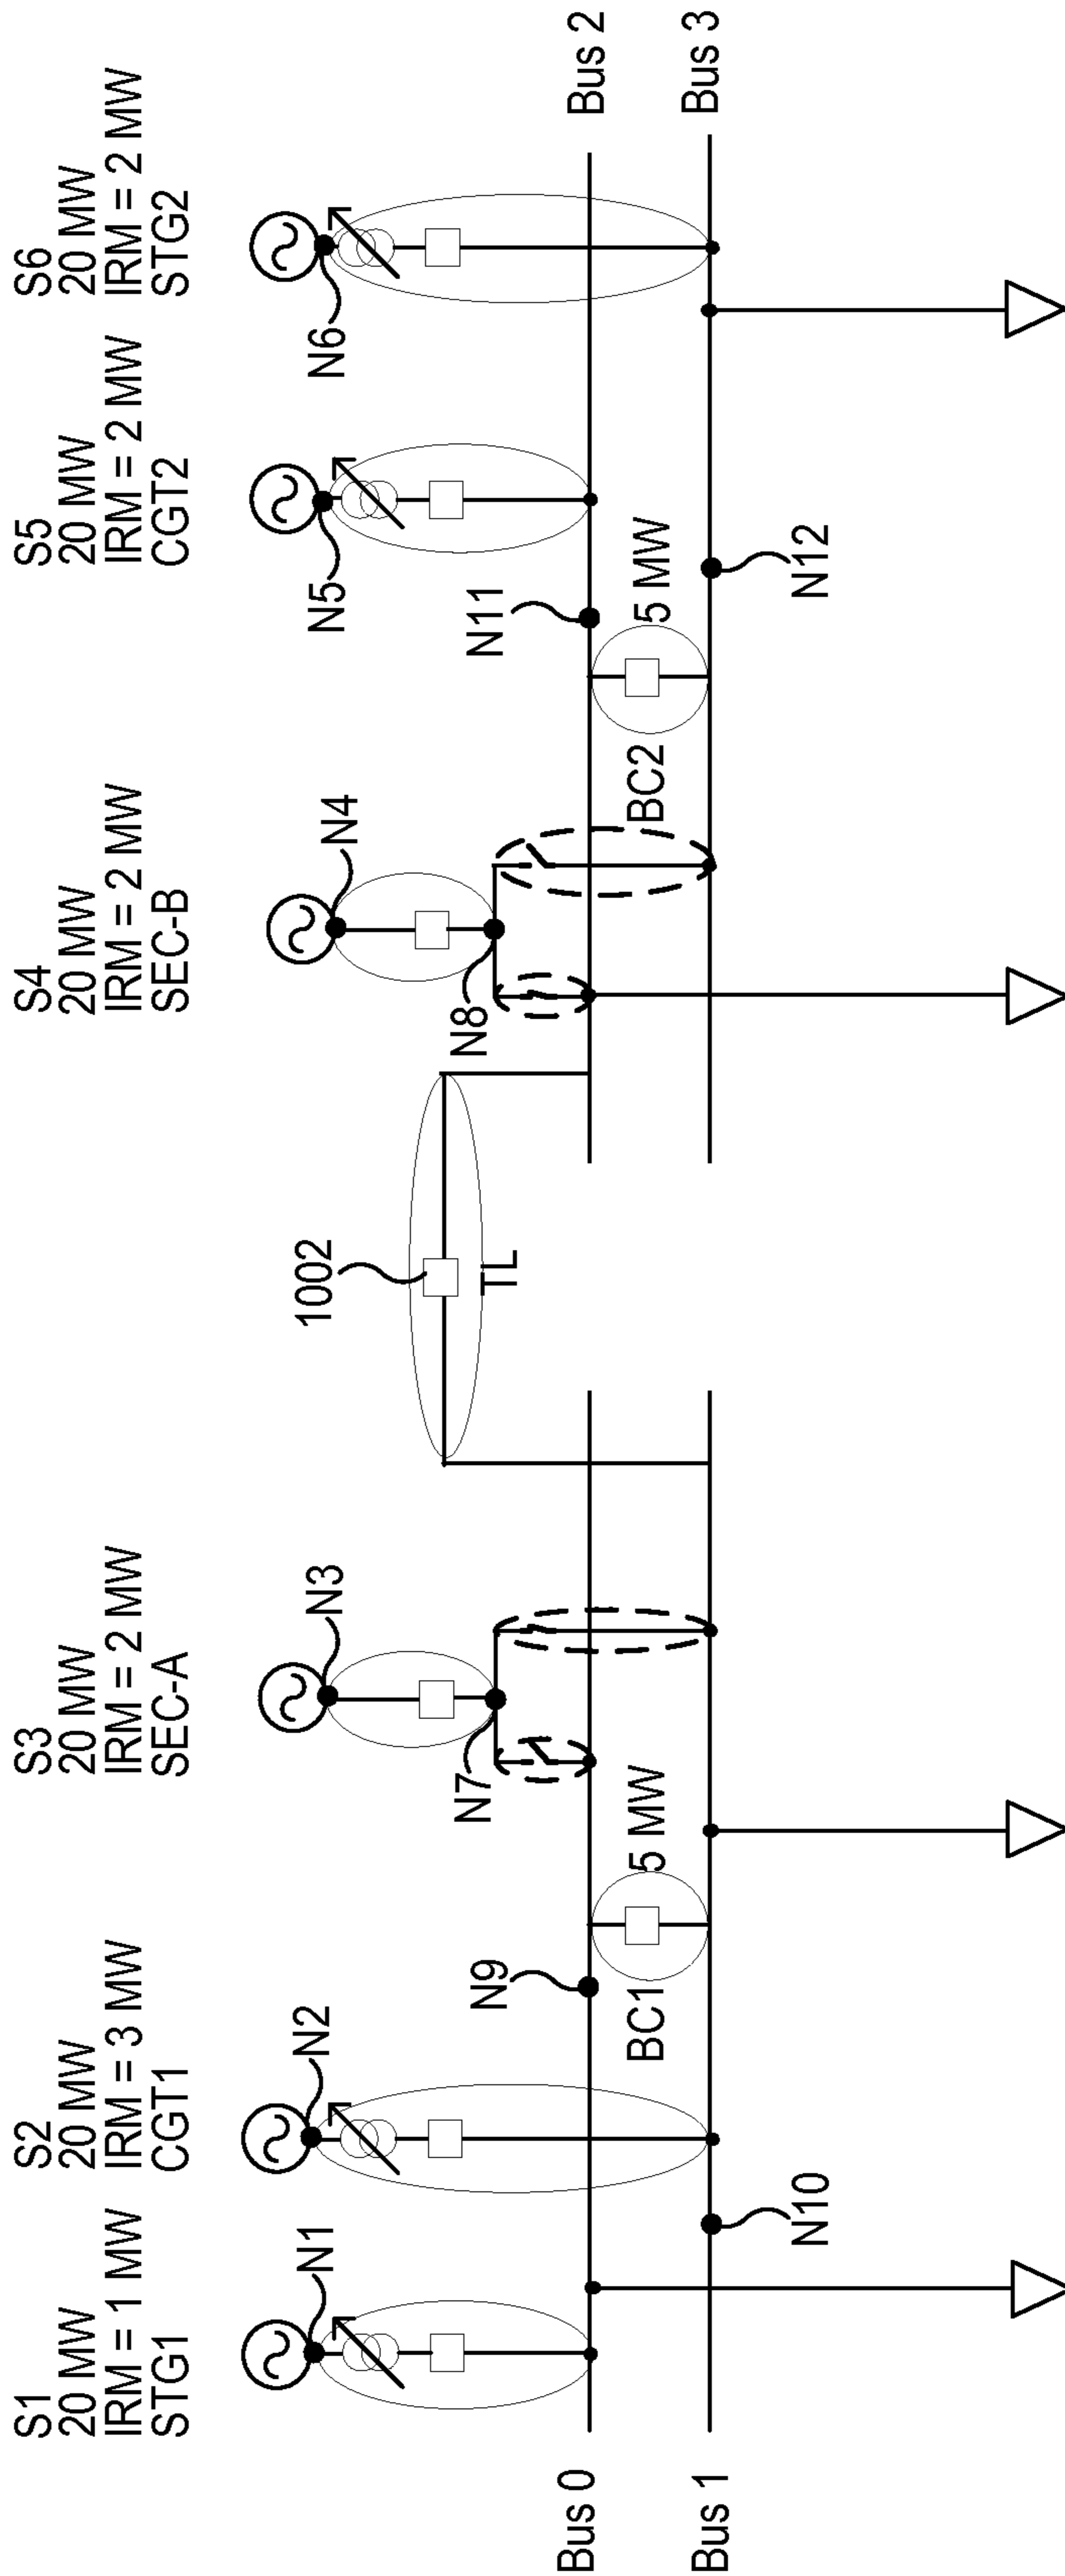 S1
20 MW
IRM = 1 MW
STG1
S2
20 MW
IRM = 3 MW
CGT1
S3
20 MW
IRM = 2 MW
SEC-A
S4
20 MW
IRM = 2 MW
SEC-B
S5
20 MW
IRM = 2 MW
CGT2
S6
20 MW
IRM = 2 MW
STG2
N1
N2
N3
N4
N5
N6
1002
TL
N7
N8
N9
N11
Bus 0
Bus 2
BC1
5 MW
BC2
5 MW
Bus 1
Bus 3
N10
N12